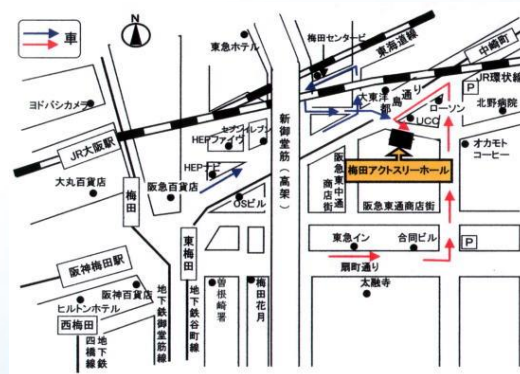 車
N
東急ホテル
梅田センタービ
東海道線
中崎町
ヨドバシカメラ
大東洋
都島通り
JR環状線
P
セブンイレブン
HEPファイヴ
ローソン
北野病院
JR大阪駅
新御堂筋(高架)
UCC
オカモト
コーヒー
HEPナビ
大丸百貨店
梅田
阪急百貨店
阪急東中通
商店街
梅田アクトスリーホール
OSビル
阪急東通商店街
東梅田
東急イン
合同ビル
P
阪神梅田駅
扇町通り
太融寺
阪神百貨店
地下鉄御堂筋線
地下鉄谷町線
曽根崎署
梅田花月
ヒルトンホテル
西梅田
地下鉄
四橋線